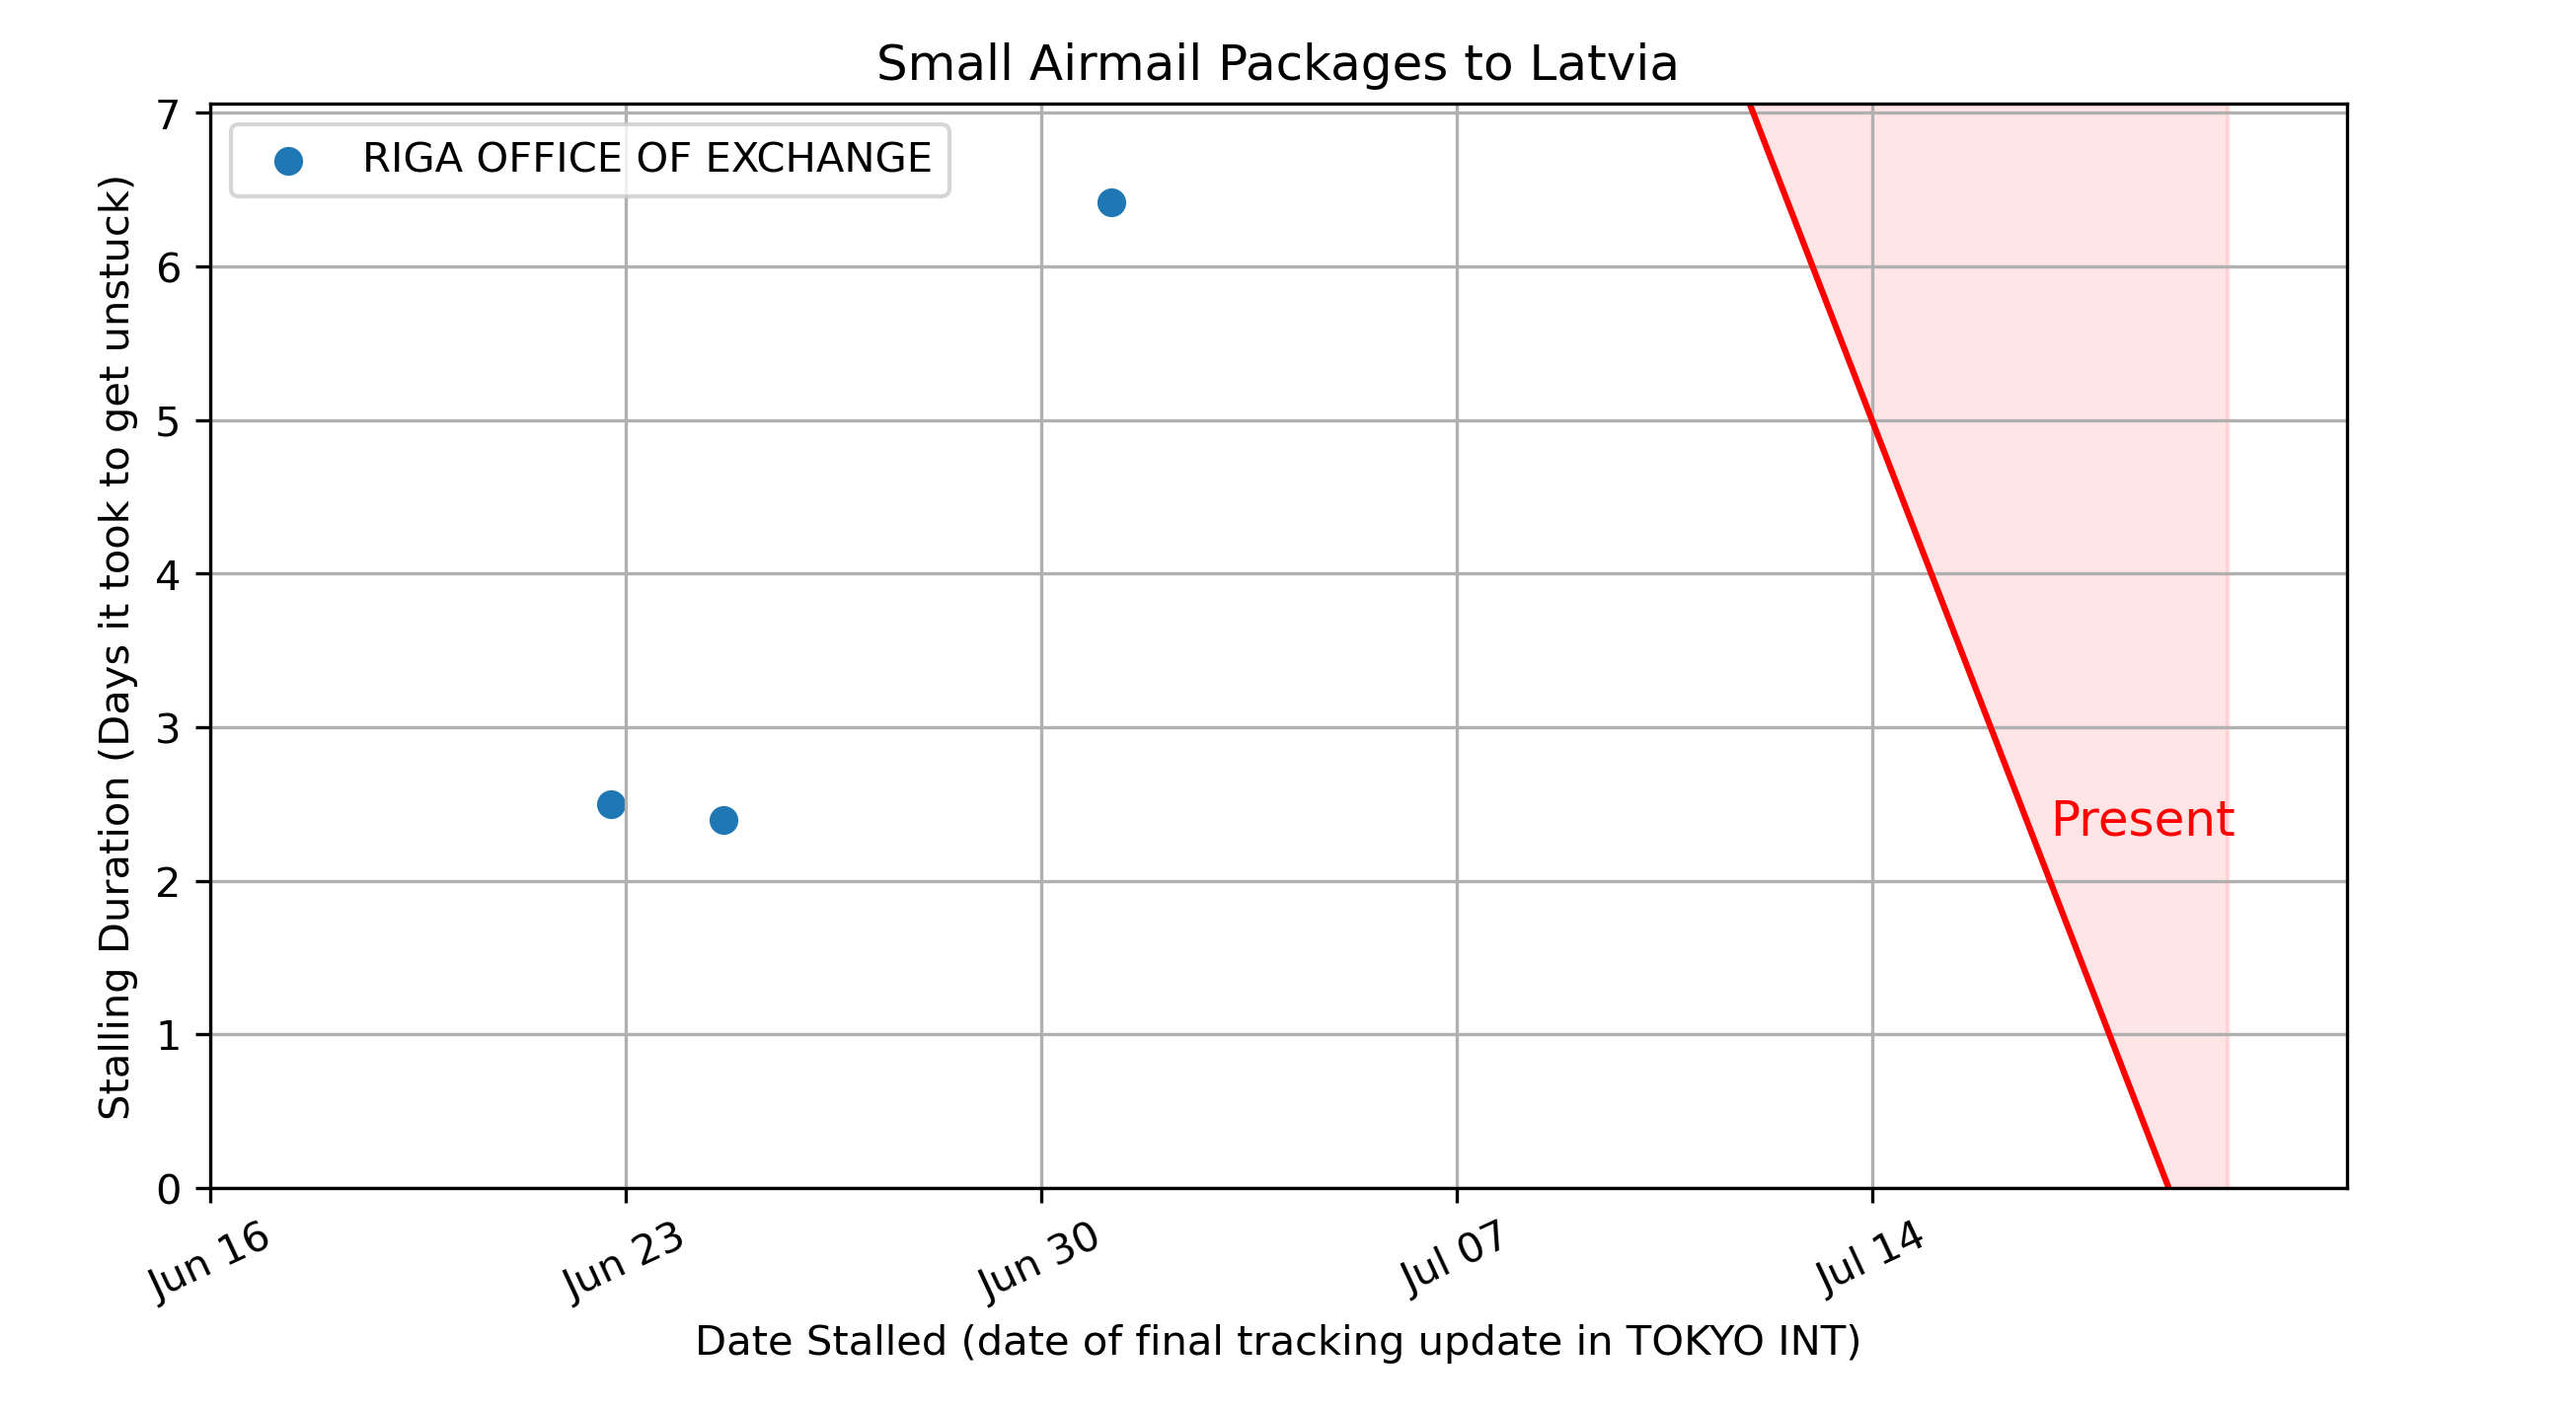 Small Airmail Packages to Latvia
Stalling Duration (Days it took to get unstuck)
7
6
5
4
3
2
1
0
RIGA OFFICE OF EXCHANGE
Present
Jun 16
Jun 23
Jun 30
Jul 07
Jul 14
Date Stalled (date of final tracking update in TOKYO INT)